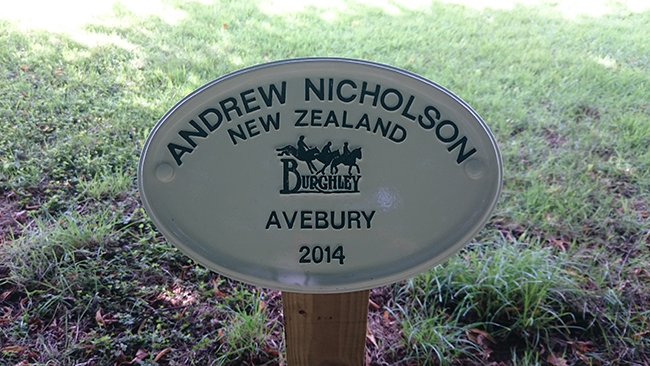 ANDREW NICHOLSON
NEW ZEALAND
BURGHLEY
AVEBURY
2014